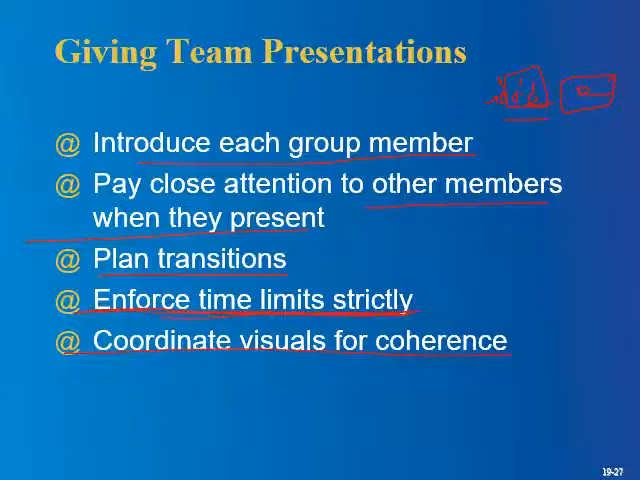 Giving Team Presentations
@ Introduce each group member
@ Pay close attention to other members
when they present
@ Plan transitions
@ Enforce time limits strictly
@ Coordinate visuals for coherence
19-27